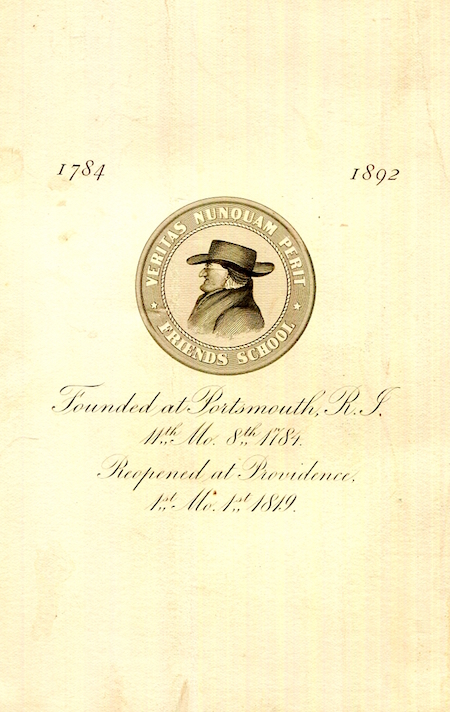 1784 1892
VERITAS NUNQUAM PERIT
FRIENDS SCHOOL
Founded at Portsmouth, R. I.
11th Mo. 8th 1784.
Reopened at Providence,
1st Mo. 1st 1819.